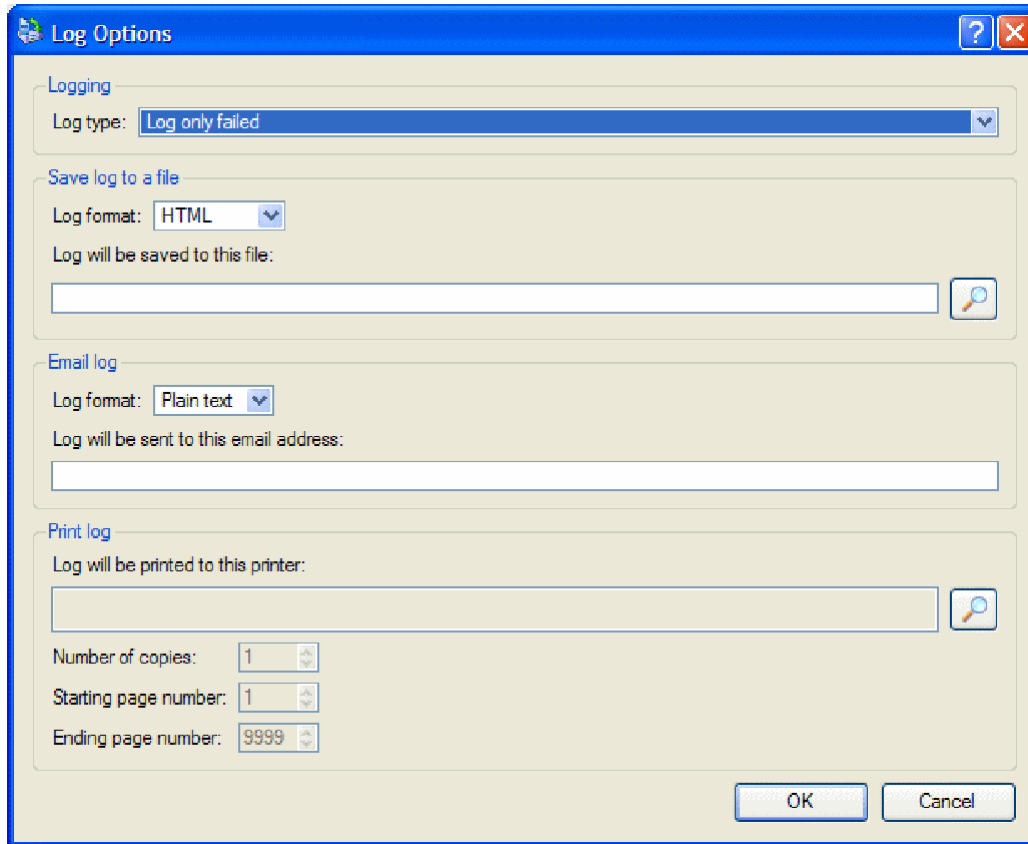 Log Options
Logging
Log type: Log only failed
Save log to a file
Log format: HTML
Log will be saved to this file:
Email log
Log format: Plain text
Log will be sent to this email address:
Print log
Log will be printed to this printer:
Number of copies: 1
Starting page number: 1
Ending page number: 9999
OK Cancel